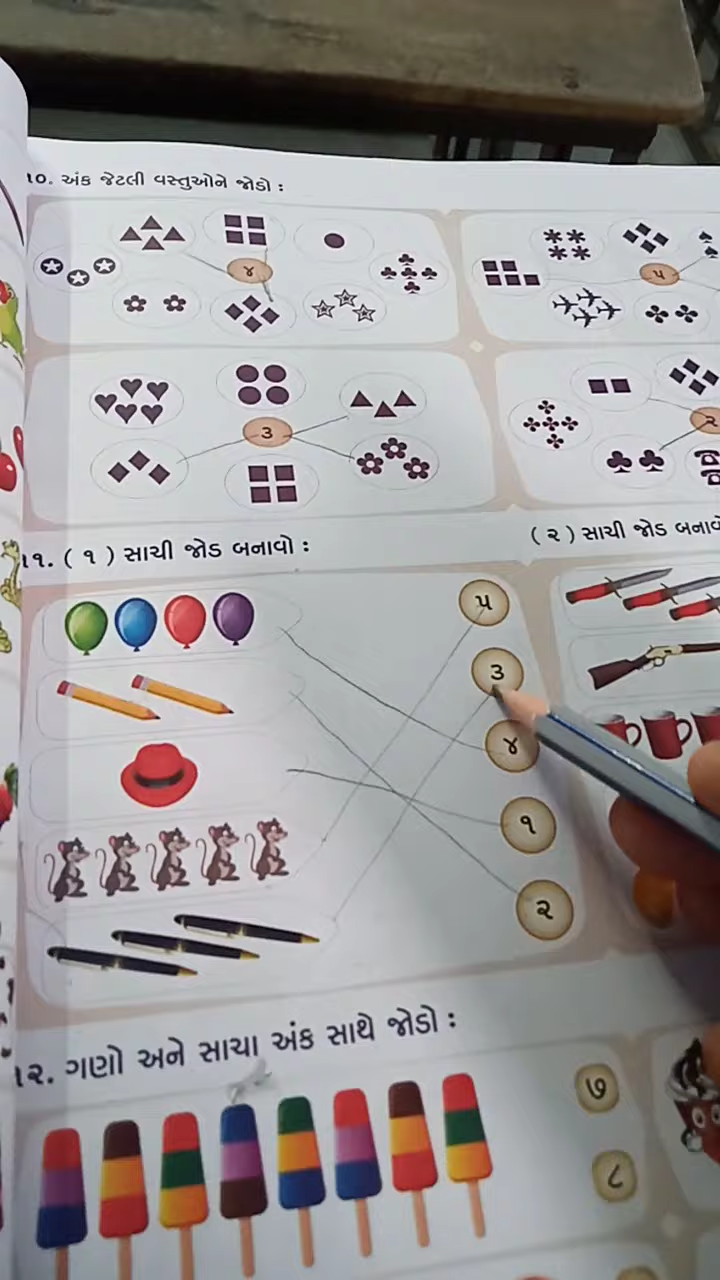 ૧૦. અંક જેટલી વસ્તુઓને જોડો :
૪
૫
૩
૨
૧૧. ( ૧ ) સાચી જોડ બનાવો :
( ૨ ) સાચી જોડ બનાવો
૫
૩
૪
૧
૨
૧૨. ગણો અને સાચા અંક સાથે જોડો :
૭
૮